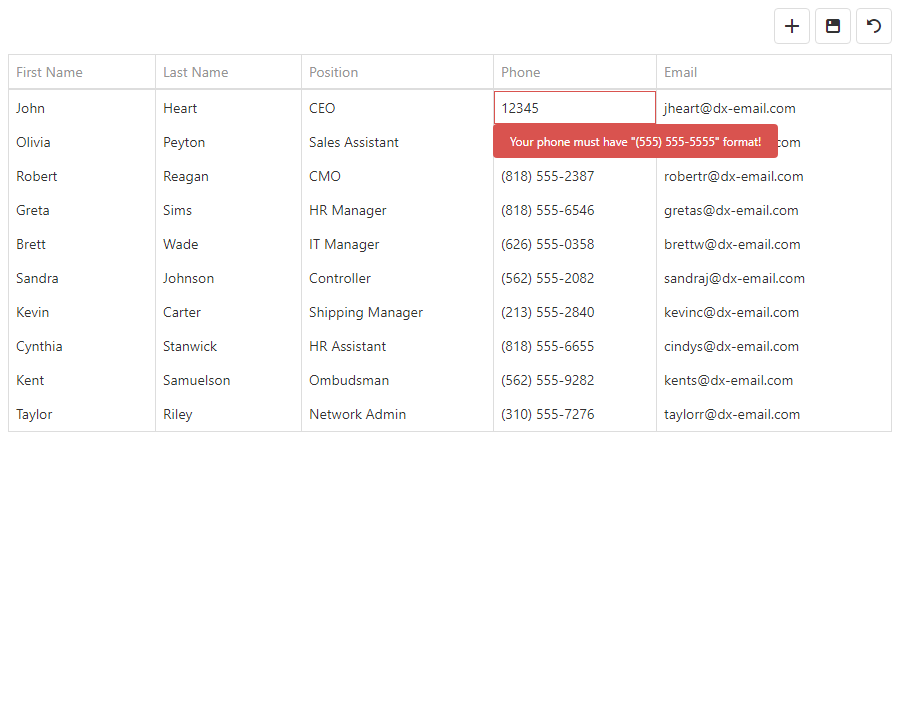 First Name Last Name Position Phone Email
John Heart CEO 12345 jheart@dx-email.com
Olivia Peyton Sales Assistant Your phone must have "(555) 555-5555" format! com
Robert Reagan CMO (818) 555-2387 robertr@dx-email.com
Greta Sims HR Manager (818) 555-6546 gretas@dx-email.com
Brett Wade IT Manager (626) 555-0358 brettw@dx-email.com
Sandra Johnson Controller (562) 555-2082 sandraj@dx-email.com
Kevin Carter Shipping Manager (213) 555-2840 kevinc@dx-email.com
Cynthia Stanwick HR Assistant (818) 555-6655 cindys@dx-email.com
Kent Samuelson Ombudsman (562) 555-9282 kents@dx-email.com
Taylor Riley Network Admin (310) 555-7276 taylorr@dx-email.com